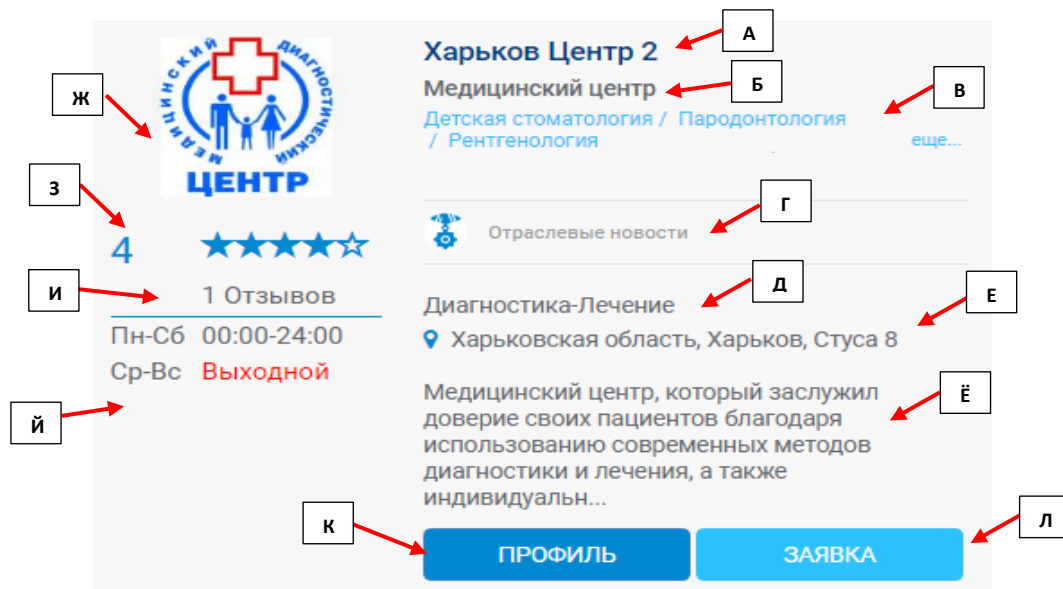 А
Харьков Центр 2
Б
Медицинский центр
В
Детская стоматология / Пародонтология
/ Рентгенология
еще...
Г
Отраслевые новости
Д
Диагностика-Лечение
Е
Харьковская область, Харьков, Стуса 8
Ё
Медицинский центр, который заслужил
доверие своих пациентов благодаря
использованию современных методов
диагностики и лечения, а также
индивидуальн...
Ж
МЕДИЦИНСКИЙ ДИАГНОСТИЧЕСКИЙ
ЦЕНТР
З
4
И
1 Отзывов
Пн-Сб 00:00-24:00
Ср-Вс Выходной
Й
К
ПРОФИЛЬ
ЗАЯВКА
Л